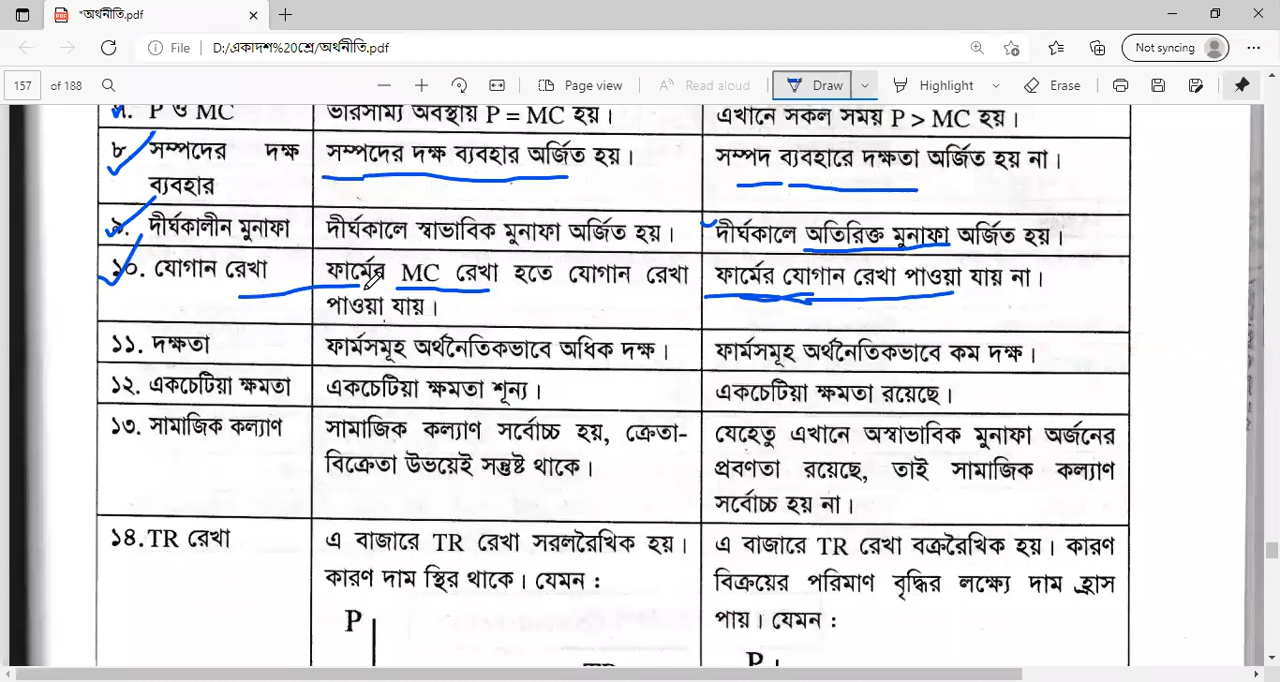 *অর্থনীতি.pdf
File D:/একাদশ%20শ্রে/অর্থনীতি.pdf Not syncing
157 of 188 Page view Read aloud Draw Highlight Erase
৭. P ও MC ভারসাম্য অবস্থায় P = MC হয়। এখানে সকল সময় P > MC হয়।
৮ সম্পদের দক্ষ সম্পদের দক্ষ ব্যবহার অর্জিত হয়। সম্পদ ব্যবহারে দক্ষতা অর্জিত হয় না।
ব্যবহার
৯. দীর্ঘকালীন মুনাফা দীর্ঘকালে স্বাভাবিক মুনাফা অর্জিত হয়। দীর্ঘকালে অতিরিক্ত মুনাফা অর্জিত হয়।
১০. যোগান রেখা ফার্মের MC রেখা হতে যোগান রেখা ফার্মের যোগান রেখা পাওয়া যায় না।
পাওয়া যায়।
১১. দক্ষতা ফার্মসমূহ অর্থনৈতিকভাবে অধিক দক্ষ। ফার্মসমূহ অর্থনৈতিকভাবে কম দক্ষ।
১২. একচেটিয়া ক্ষমতা একচেটিয়া ক্ষমতা শূন্য। একচেটিয়া ক্ষমতা রয়েছে।
১৩. সামাজিক কল্যাণ সামাজিক কল্যাণ সর্বোচ্চ হয়, ক্রেতা- যেহেতু এখানে অস্বাভাবিক মুনাফা অর্জনের
বিক্রেতা উভয়েই সন্তুষ্ট থাকে। প্রবণতা রয়েছে, তাই সামাজিক কল্যাণ
সর্বোচ্চ হয় না।
১৪.TR রেখা এ বাজারে TR রেখা সরলরৈখিক হয়। এ বাজারে TR রেখা বক্ররৈখিক হয়। কারণ
কারণ দাম স্থির থাকে। যেমন : বিক্রয়ের পরিমাণ বৃদ্ধির লক্ষ্যে দাম হ্রাস
পায়। যেমন :
P
TR P